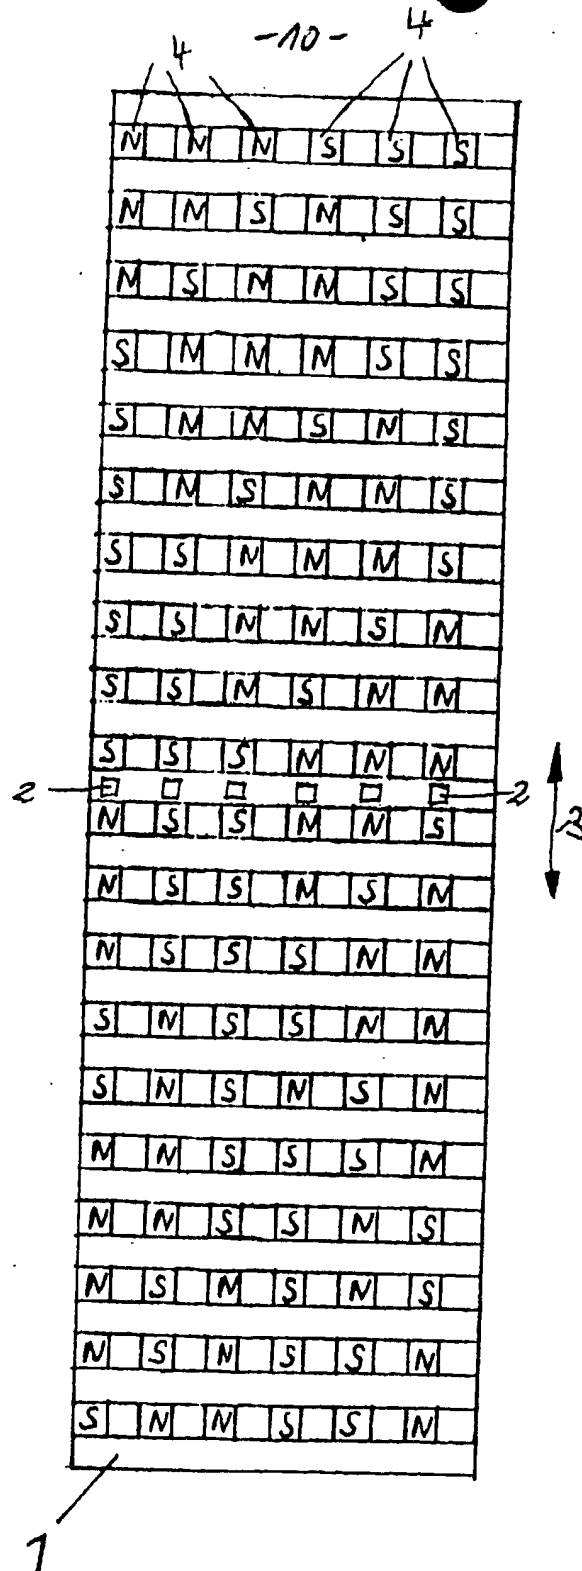 -10-
4 4
N N N S S S
N N S N S S
N S N N S S
S N N N S S
S N N S N S
S N S N N S
S S N N N S
S S N N S N
S S N S N N
S S S N N N
2 2
N S S N N S
3
N S S N S N
N S S S N N
S N S S N N
S N S N S N
N N S S S N
N N S S N S
N S N S N S
N S N S S N
S N N S S N
1